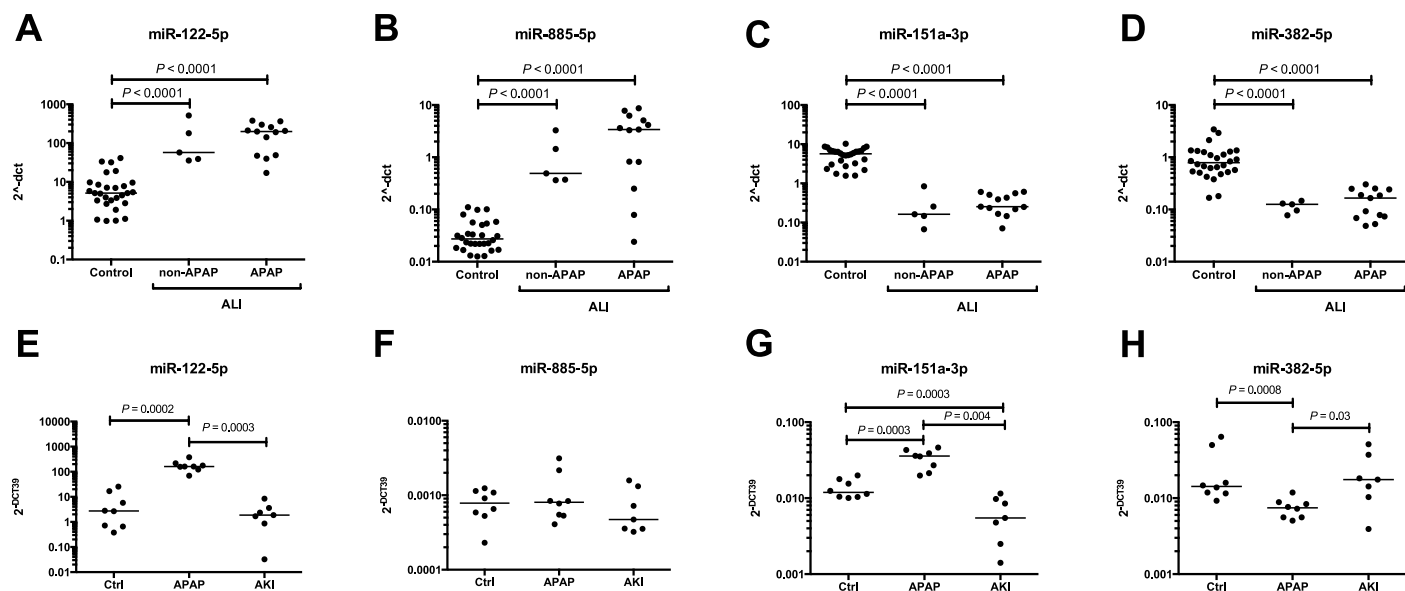 A
miR-122-5p
P < 0.0001
P < 0.0001
2^-dct
1000
100
10
1
0.1
Control
non-APAP
APAP
ALI
B
miR-885-5p
P < 0.0001
P < 0.0001
2^-dct
10
1
0.1
0.01
Control
non-APAP
APAP
ALI
C
miR-151a-3p
P < 0.0001
P < 0.0001
2^-dct
100
10
1
0.1
0.01
Control
non-APAP
APAP
ALI
D
miR-382-5p
P < 0.0001
P < 0.0001
2^-dct
10
1
0.10
0.01
Control
non-APAP
APAP
ALI
E
miR-122-5p
P = 0.0002
P = 0.0003
2-DCT39
10000
1000
100
10
1
0.10
0.01
Ctrl
APAP
AKI
F
miR-885-5p
2-DCT39
0.0100
0.0010
0.0001
Ctrl
APAP
AKI
G
miR-151a-3p
P = 0.0003
P = 0.004
P = 0.0003
2-DCT39
0.100
0.010
0.001
Ctrl
APAP
AKI
H
miR-382-5p
P = 0.0008
P = 0.03
2-DCT39
0.100
0.010
0.001
Ctrl
APAP
AKI